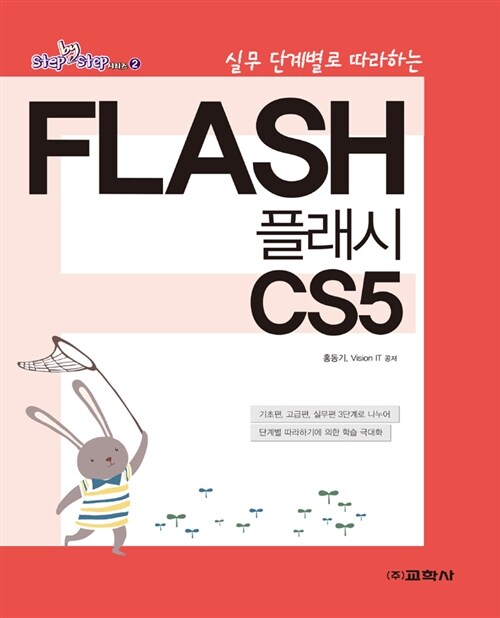 Step by Step 시리즈 2
실무 단계별로 따라하는
FLASH
플래시
CS5
홍동기, Vision IT 공저
기초편, 고급편, 실무편 3단계로 나누어
단계별 따라하기에 의한 학습 극대화
(주)교학사